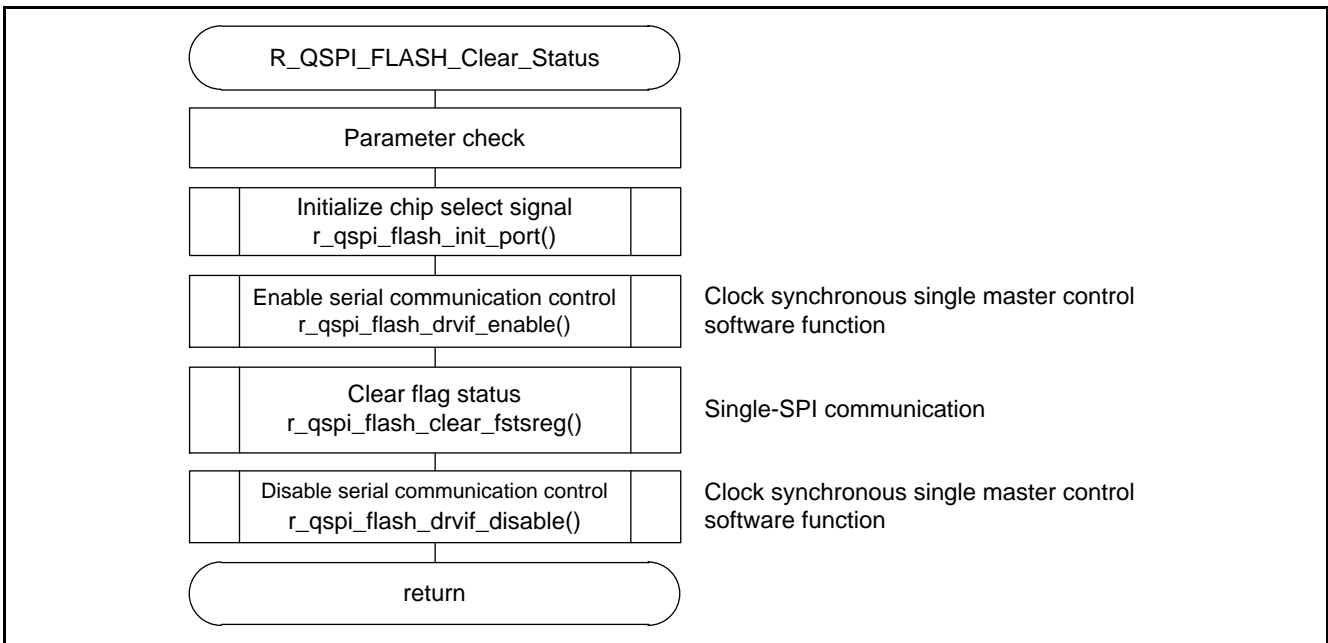 R_QSPI_FLASH_Clear_Status
Parameter check
Initialize chip select signal
r_qspi_flash_init_port()
Enable serial communication control
r_qspi_flash_drvif_enable()
Clock synchronous single master control
software function
Clear flag status
r_qspi_flash_clear_fstsreg()
Single-SPI communication
Disable serial communication control
r_qspi_flash_drvif_disable()
Clock synchronous single master control
software function
return